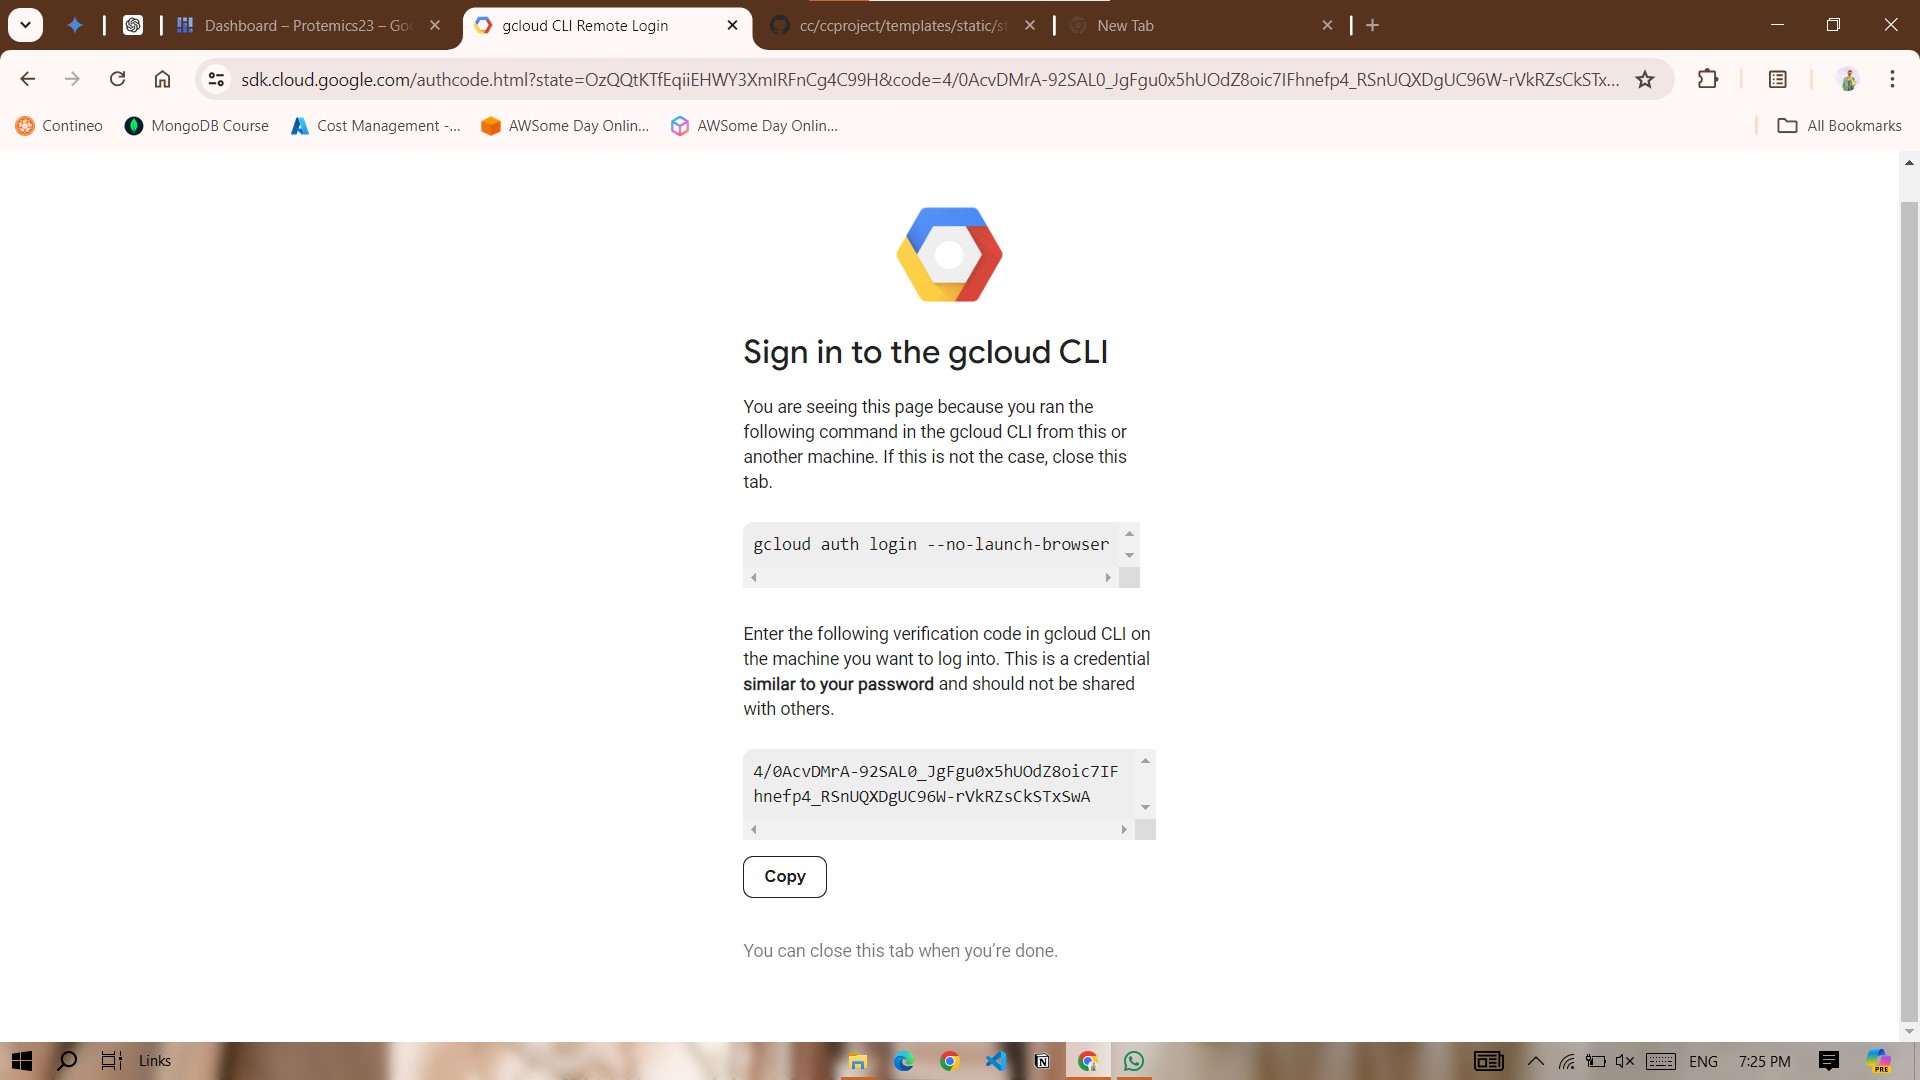 Dashboard – Protemics23 – Goo
gcloud CLI Remote Login
cc/ccproject/templates/static/st
New Tab
sdk.cloud.google.com/authcode.html?state=OzQQtKTfEqiiEHWY3XmIRFnCg4C99H&code=4/0AcvDMrA-92SAL0_JgFgu0x5hUOdZ8oic7IFhnefp4_RSnUQXDgUC96W-rVkRZsCkSTx...
Contineo
MongoDB Course
Cost Management -...
AWSome Day Onlin...
AWSome Day Onlin...
All Bookmarks
Sign in to the gcloud CLI
You are seeing this page because you ran the
following command in the gcloud CLI from this or
another machine. If this is not the case, close this
tab.
gcloud auth login --no-launch-browser
Enter the following verification code in gcloud CLI on
the machine you want to log into. This is a credential
similar to your password and should not be shared
with others.
4/0AcvDMrA-92SAL0_JgFgu0x5hUOdZ8oic7IF
hnefp4_RSnUQXDgUC96W-rVkRZsCkSTxSwA
Copy
You can close this tab when you're done.
Links
ENG
7:25 PM
PRE